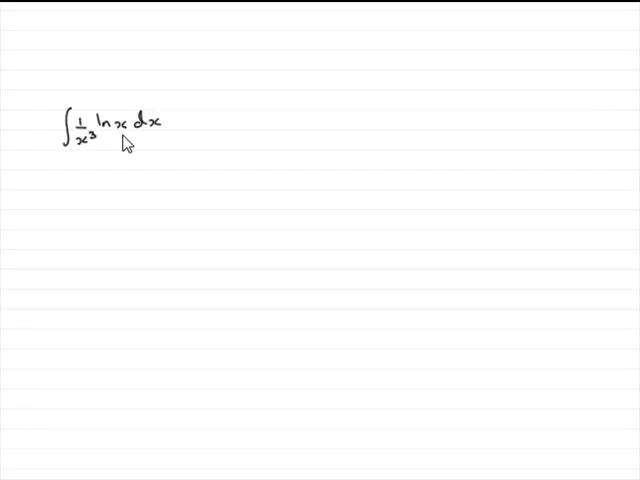 ∫ 1/x³ ln x dx